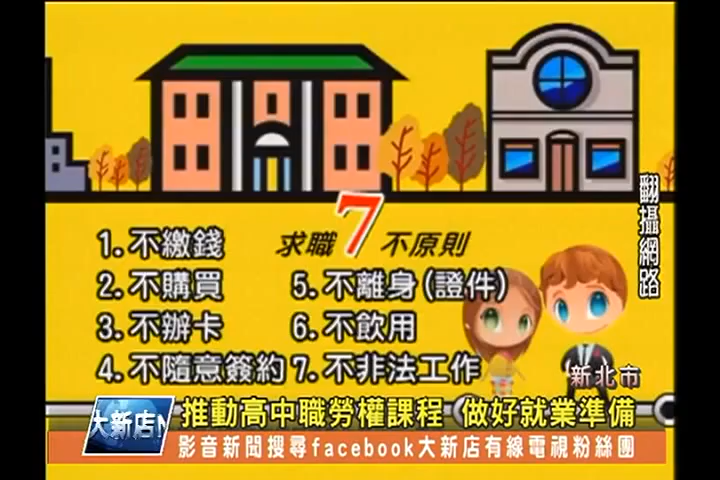 求職7不原則
1.不繳錢
2.不購買
3.不辦卡
4.不隨意簽約
5.不離身(證件)
6.不飲用
7.不非法工作
翻攝網路
新北市
大新店N
推動高中職勞權課程 做好就業準備
影音新聞搜尋facebook大新店有線電視粉絲團